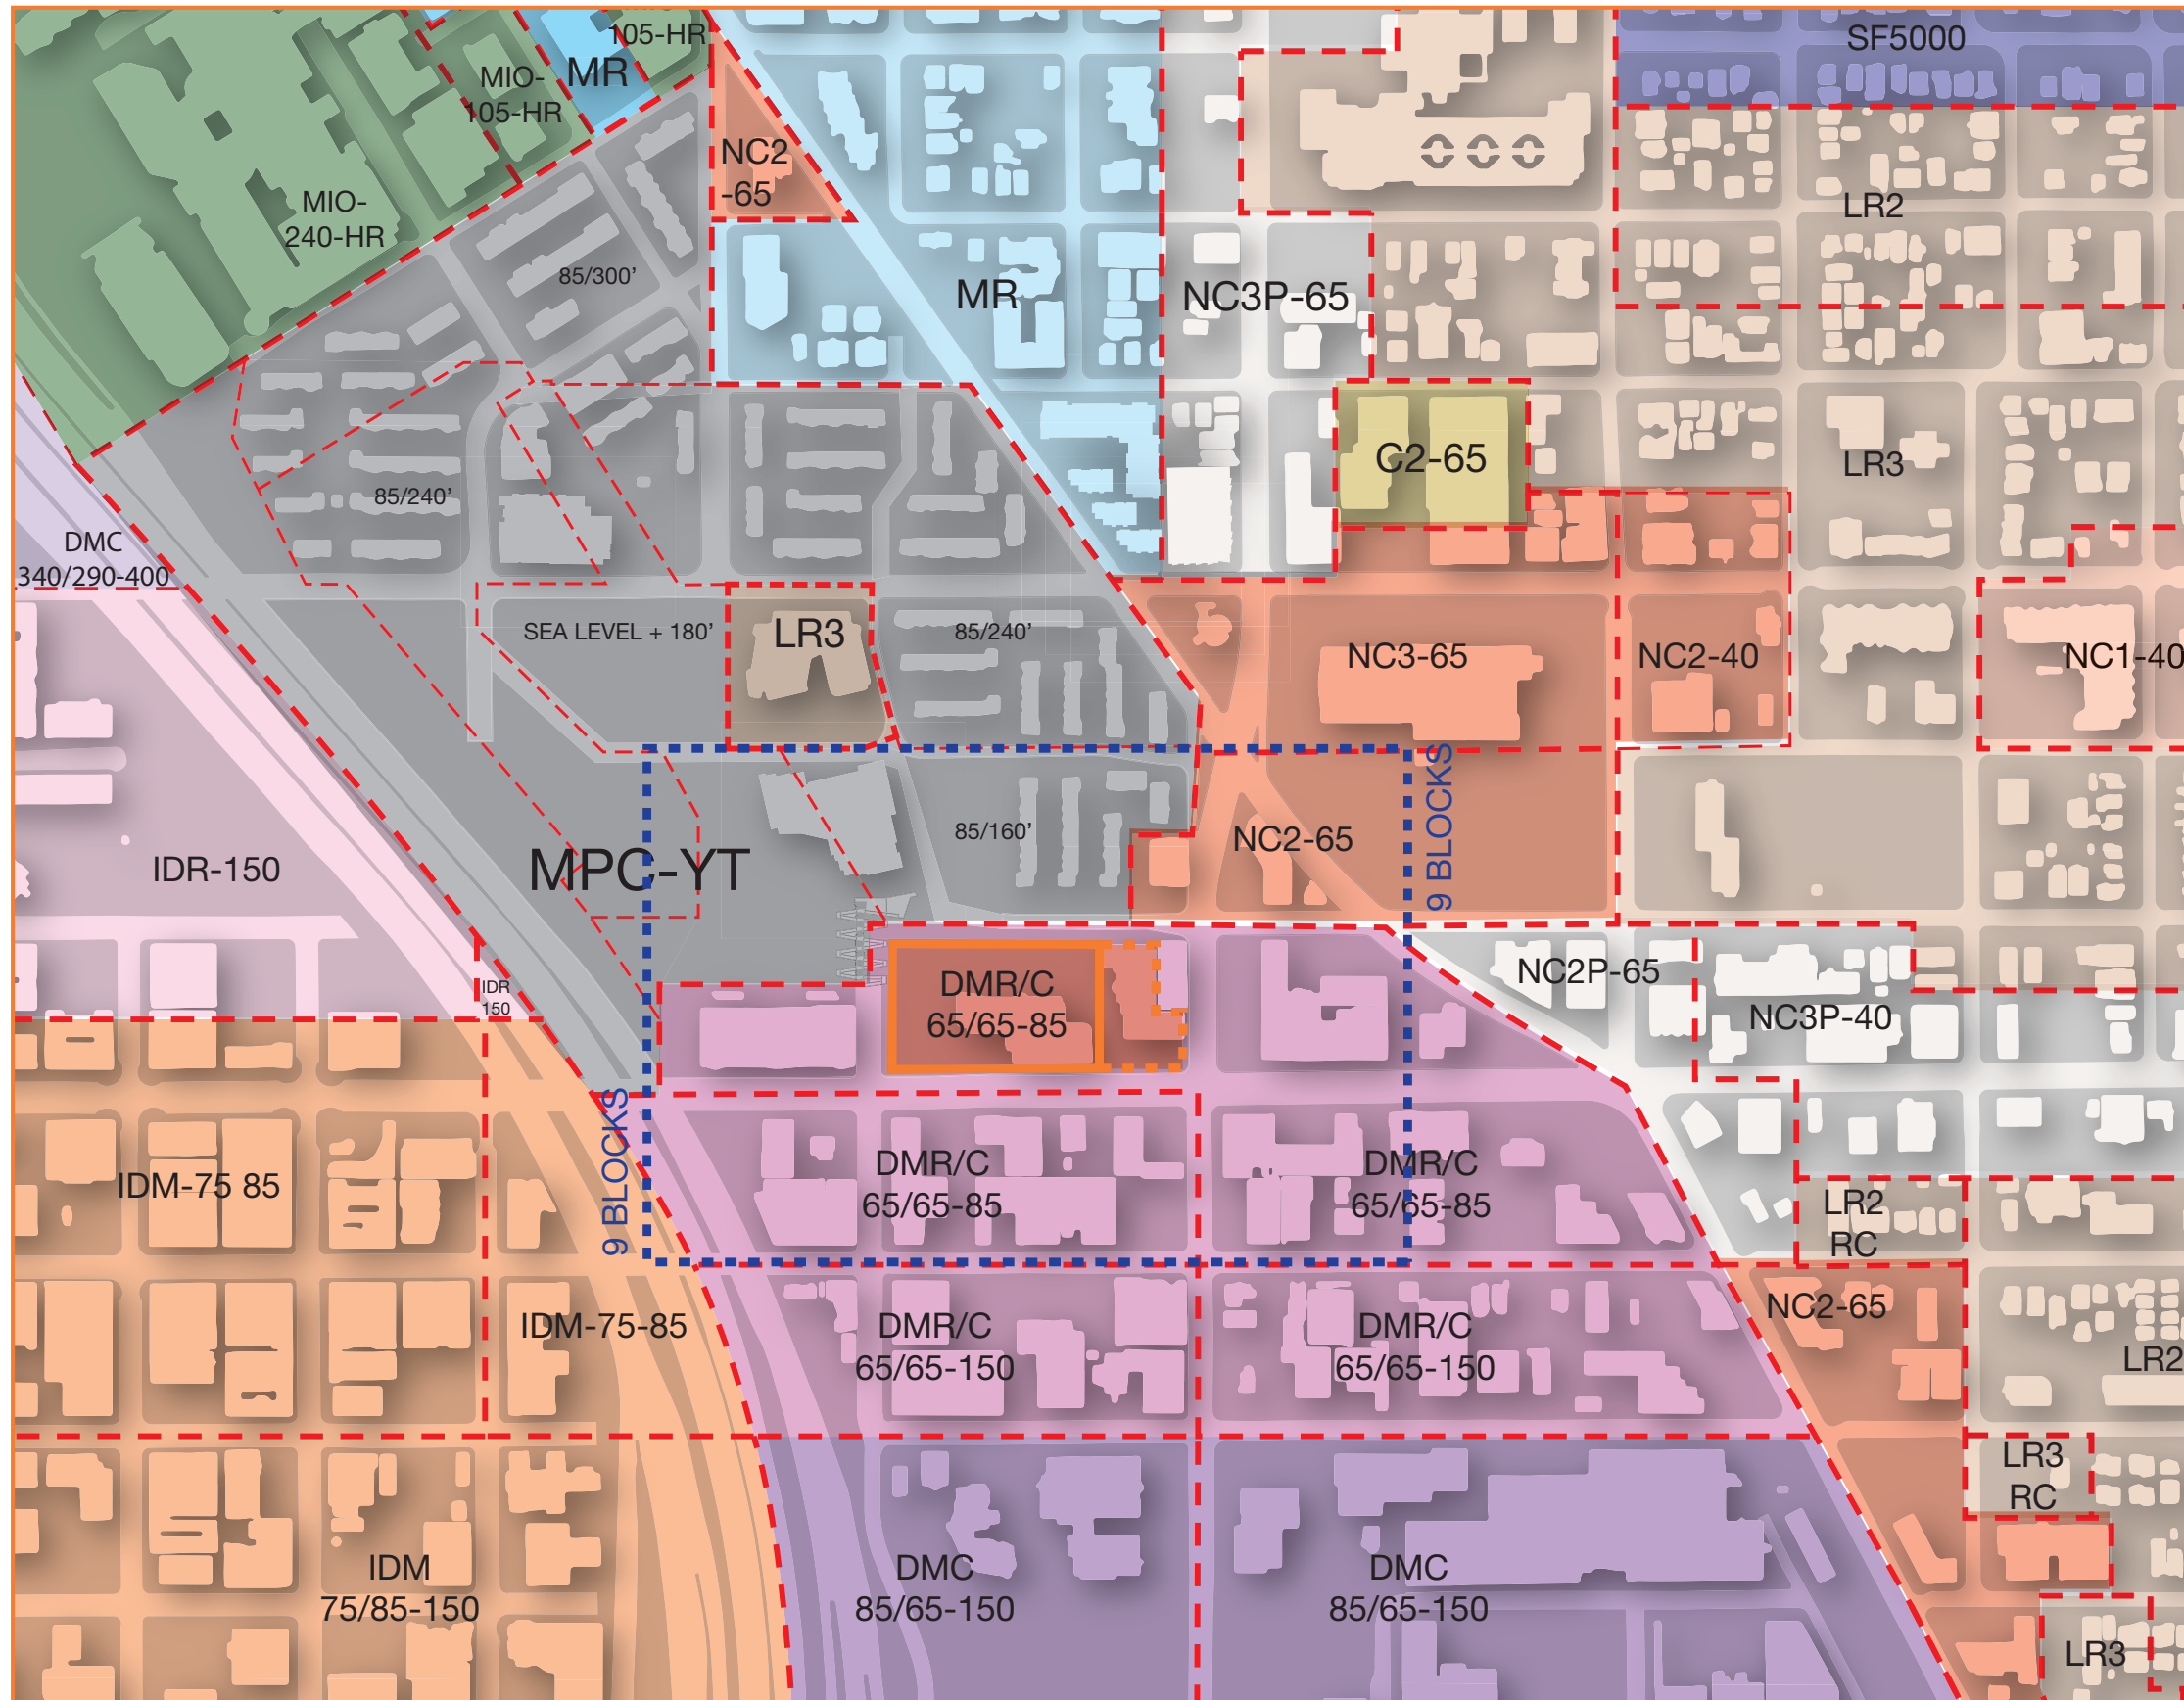 105-HR
SF5000
MIO-
105-HR
MR
NC2
-65
MIO-
240-HR
LR2
85/300’
MR
NC3P-65
C2-65
LR3
85/240’
DMC
340/290-400
SEA LEVEL + 180’
LR3
85/240’
NC3-65
NC2-40
NC1-40
85/160’
NC2-65
9 BLOCKS
IDR-150
MPC-YT
NC2P-65
DMR/C
65/65-85
IDR
150
NC3P-40
9 BLOCKS
IDM-75 85
DMR/C
65/65-85
DMR/C
65/65-85
LR2
RC
NC2-65
IDM-75-85
DMR/C
65/65-150
DMR/C
65/65-150
LR2
LR3
RC
IDM
75/85-150
DMC
85/65-150
DMC
85/65-150
LR3